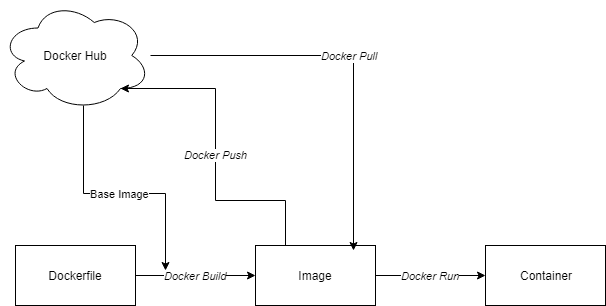 Docker Hub
Docker Pull
Docker Push
Base Image
Dockerfile
Docker Build
Image
Docker Run
Container